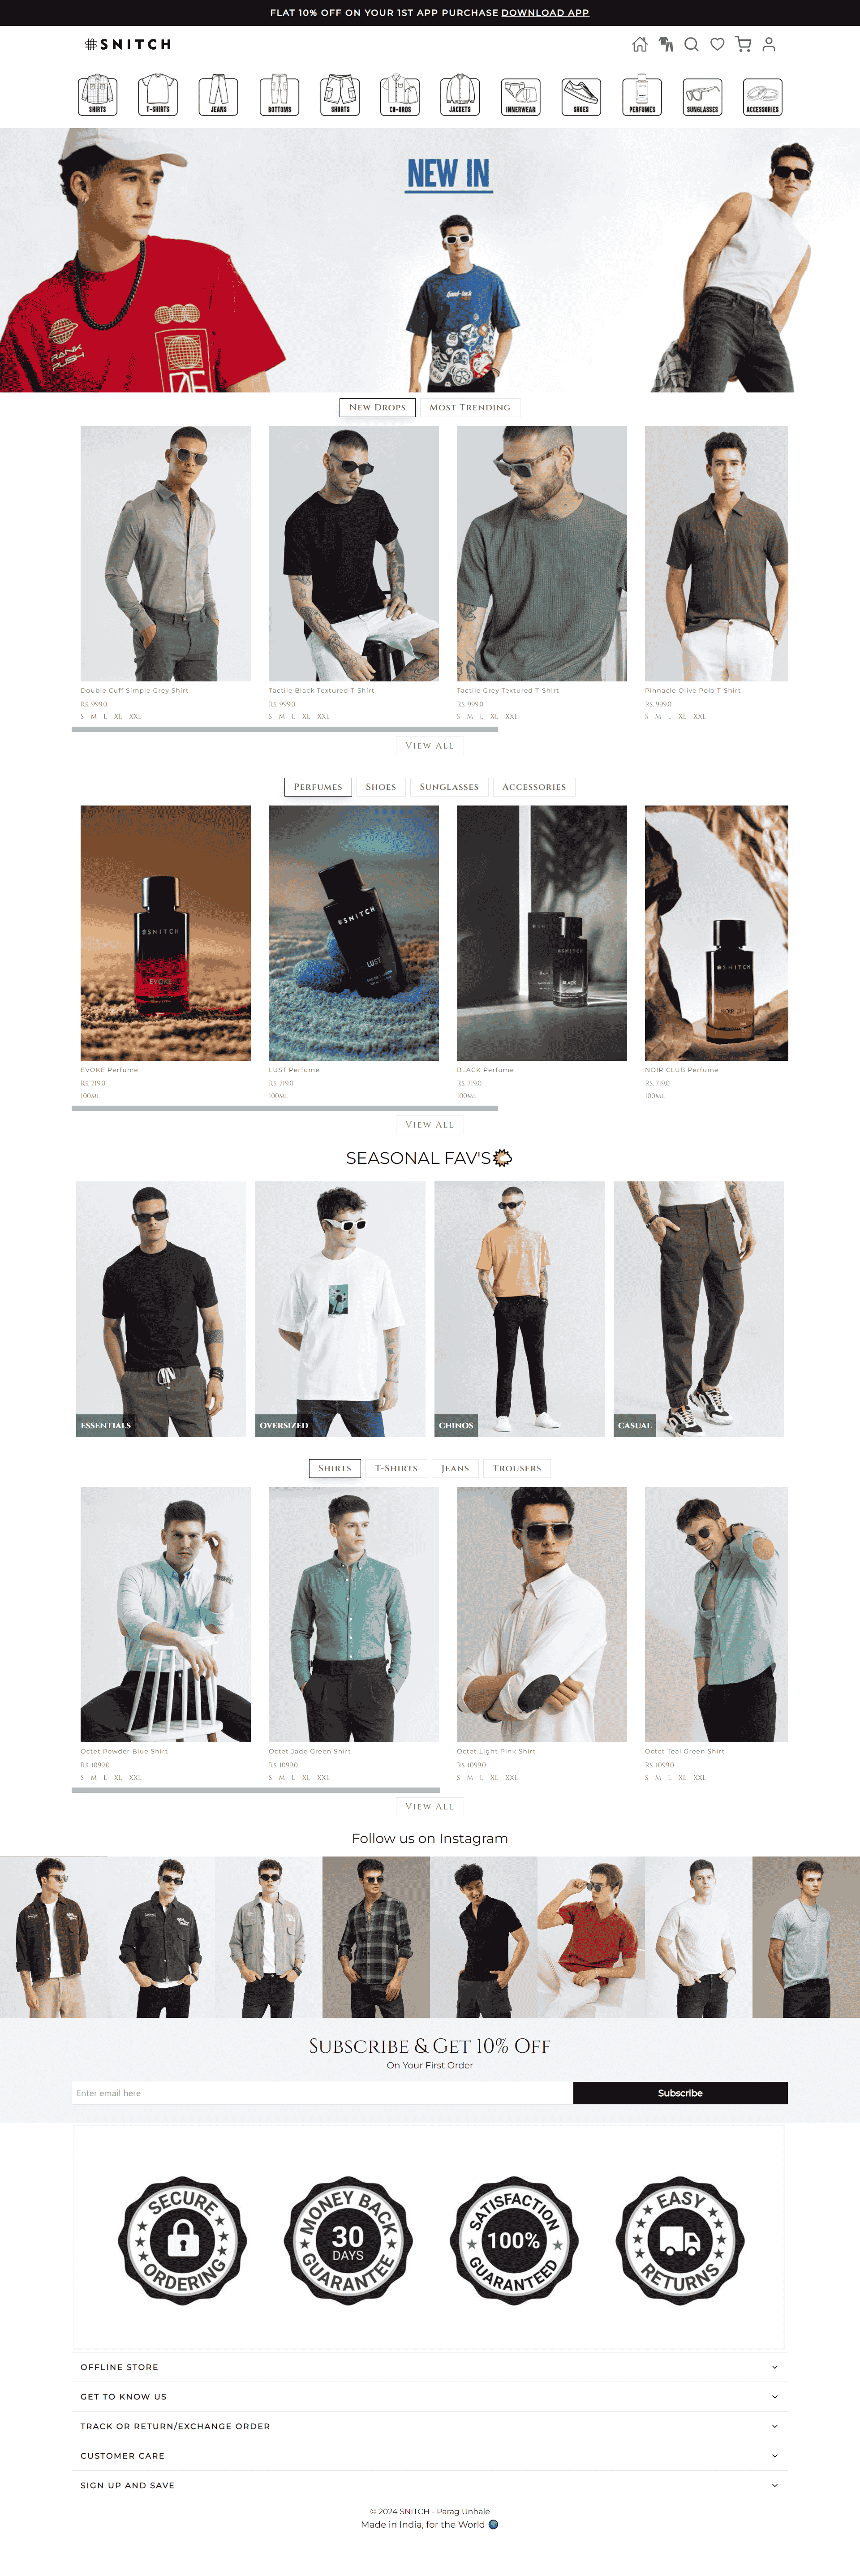 FLAT 10% OFF ON YOUR 1ST APP PURCHASE DOWNLOAD APP
SNITCH
SHIRTS
T-SHIRTS
JEANS
BOTTOMS
SHORTS
CO-ORDS
JACKETS
INNERWEAR
SHOES
PERFUMES
SUNGLASSES
ACCESSORIES
NEW IN
RANK PUSH
New Drops
Most Trending
Double Cuff Simple Grey Shirt
Rs. 999.0
S M L XL XXL
Tactile Black Textured T-Shirt
Rs. 999.0
S M L XL XXL
Tactile Grey Textured T-Shirt
Rs. 999.0
S M L XL XXL
Pinnacle Olive Polo T-Shirt
Rs. 999.0
S M L XL XXL
View All
Perfumes
Shoes
Sunglasses
Accessories
SNITCH
EVOKE
SNITCH
LUST
SNITCH
BLACK
SNITCH
EVOKE Perfume
Rs. 719.0
100ml
LUST Perfume
Rs. 719.0
100ml
BLACK Perfume
Rs. 719.0
100ml
NOIR CLUB Perfume
Rs. 719.0
100ml
View All
SEASONAL FAV'S
ESSENTIALS
OVERSIZED
CHINOS
CASUAL
Shirts
T-Shirts
Jeans
Trousers
Octet Powder Blue Shirt
Rs. 1099.0
S M L XL XXL
Octet Jade Green Shirt
Rs. 1099.0
S M L XL XXL
Octet Light Pink Shirt
Rs. 1099.0
S M L XL XXL
Octet Teal Green Shirt
Rs. 1099.0
S M L XL XXL
View All
Follow us on Instagram
Subscribe & Get 10% Off
On Your First Order
Enter email here
Subscribe
SECURE ORDERING
MONEY BACK 30 DAYS GUARANTEE
SATISFACTION 100% GUARANTEED
EASY RETURNS
OFFLINE STORE
GET TO KNOW US
TRACK OR RETURN/EXCHANGE ORDER
CUSTOMER CARE
SIGN UP AND SAVE
© 2024 SNITCH - Parag Unhale
Made in India, for the World